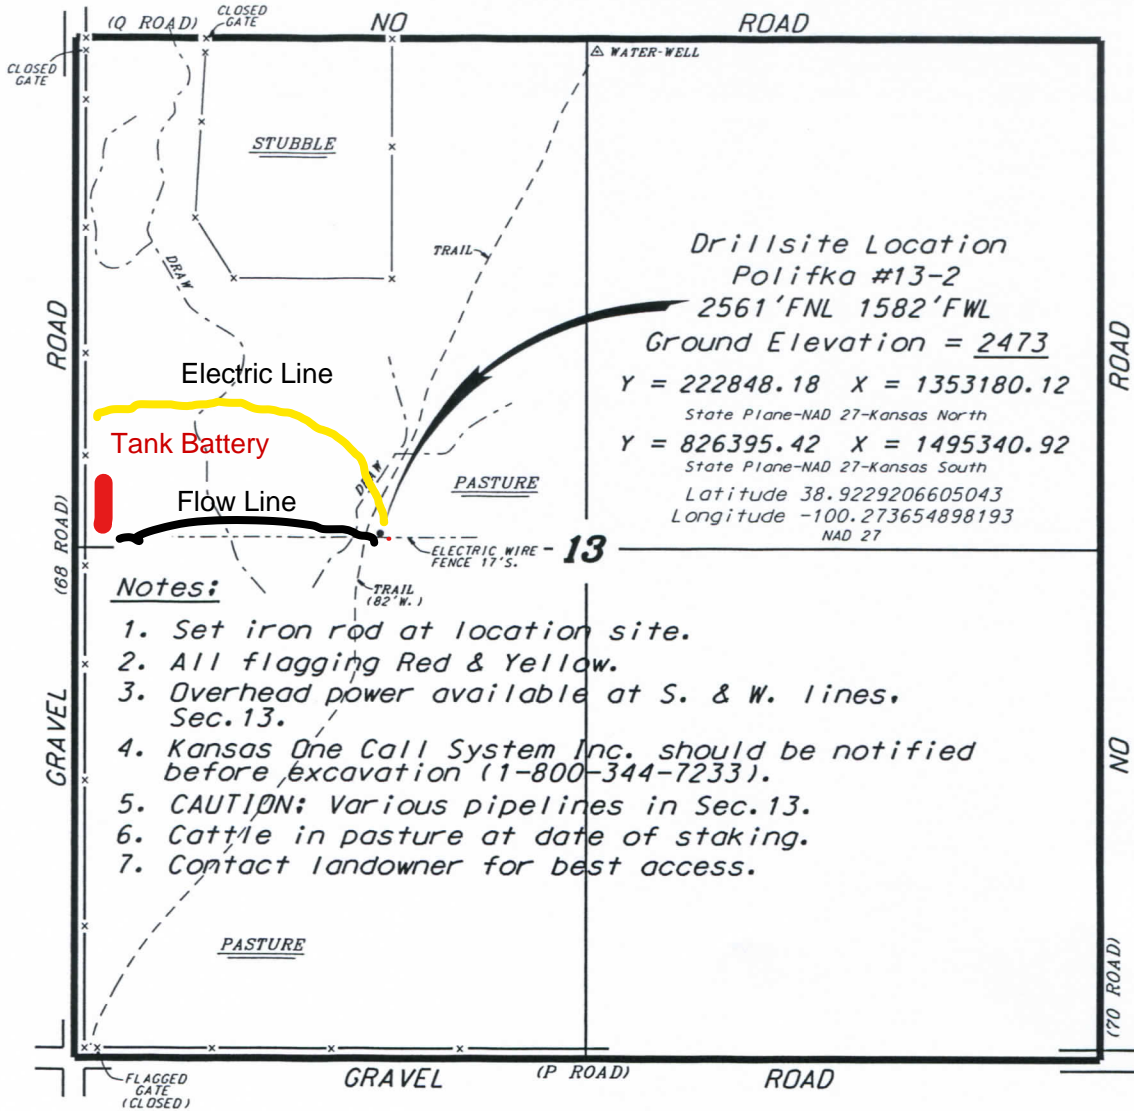 (Q ROAD)
CLOSED
GATE
NO
ROAD
CLOSED
GATE
WATER-WELL
STUBBLE
TRAIL
DRAW
Drillsite Location
Polifka #13-2
2561'FNL 1582'FWL
Ground Elevation = 2473
Y = 222848.18 X = 1353180.12
State Plane-NAD 27-Kansas North
Y = 826395.42 X = 1495340.92
State Plane-NAD 27-Kansas South
Latitude 38.9229206605043
Longitude -100.273654898193
NAD 27
ROAD
ROAD
Electric Line
Tank Battery
Flow Line
DRAW
PASTURE
(68 ROAD)
ELECTRIC WIRE
FENCE 17'S.
13
TRAIL
(82'W.)
Notes:
1. Set iron rod at location site.
2. All flagging Red & Yellow.
3. Overhead power available at S. & W. lines.
Sec.13.
4. Kansas One Call System Inc. should be notified
before excavation (1-800-344-7233).
5. CAUTION: Various pipelines in Sec.13.
6. Cattle in pasture at date of staking.
7. Contact landowner for best access.
GRAVEL
NO
PASTURE
(70 ROAD)
FLAGGED
GATE
(CLOSED)
GRAVEL
(P ROAD)
ROAD